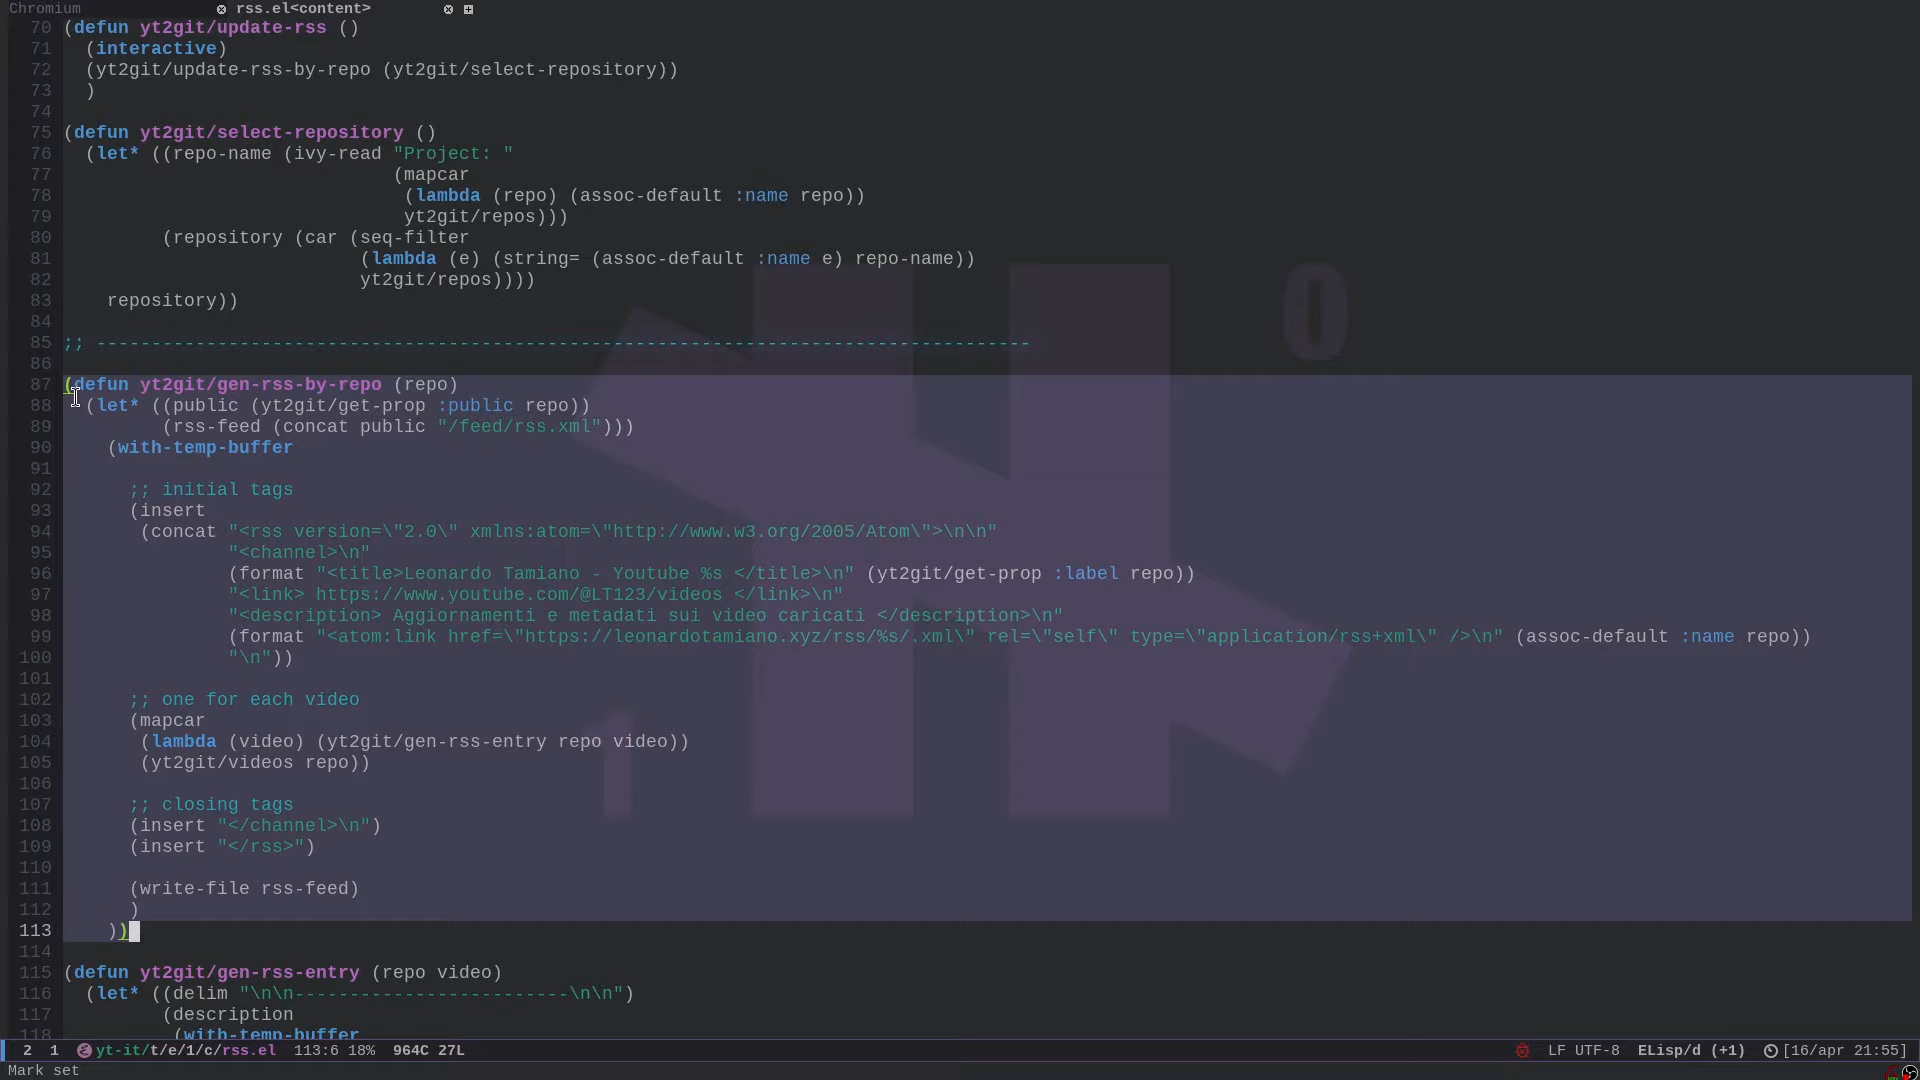 Chromium rss.el<content>
70 (defun yt2git/update-rss ()
71   (interactive)
72   (yt2git/update-rss-by-repo (yt2git/select-repository))
73   )
74
75 (defun yt2git/select-repository ()
76   (let* ((repo-name (ivy-read "Project: "
77                               (mapcar
78                                (lambda (repo) (assoc-default :name repo))
79                                yt2git/repos)))
80          (repository (car (seq-filter
81                            (lambda (e) (string= (assoc-default :name e) repo-name))
82                            yt2git/repos))))
83     repository))
84
85 ;; -------------------------------------------------------------------------------------
86
87 (defun yt2git/gen-rss-by-repo (repo)
88   (let* ((public (yt2git/get-prop :public repo))
89          (rss-feed (concat public "/feed/rss.xml")))
90     (with-temp-buffer
91
92       ;; initial tags
93       (insert
94        (concat "<rss version=\"2.0\" xmlns:atom=\"http://www.w3.org/2005/Atom\">\n\n"
95                "<channel>\n"
96                (format "<title>Leonardo Tamiano - Youtube %s </title>\n" (yt2git/get-prop :label repo))
97                "<link> https://www.youtube.com/@LT123/videos </link>\n"
98                "<description> Aggiornamenti e metadati sui video caricati </description>\n"
99                (format "<atom:link href=\"https://leonardotamiano.xyz/rss/%s/.xml\" rel=\"self\" type=\"application/rss+xml\" />\n" (assoc-default :name repo))
100                "\n"))
101
102       ;; one for each video
103       (mapcar
104        (lambda (video) (yt2git/gen-rss-entry repo video))
105        (yt2git/videos repo))
106
107       ;; closing tags
108       (insert "</channel>\n")
109       (insert "</rss>")
110
111       (write-file rss-feed)
112       )
113     ))
114
115 (defun yt2git/gen-rss-entry (repo video)
116   (let* ((delim "\n\n-------------------------\n\n")
117          (description
118           (with-temp-buffer
2 1 yt-it/t/e/1/c/rss.el 113:6 18% 964C 27L LF UTF-8 ELisp/d (+1) [16/apr 21:55]
Mark set
0
1